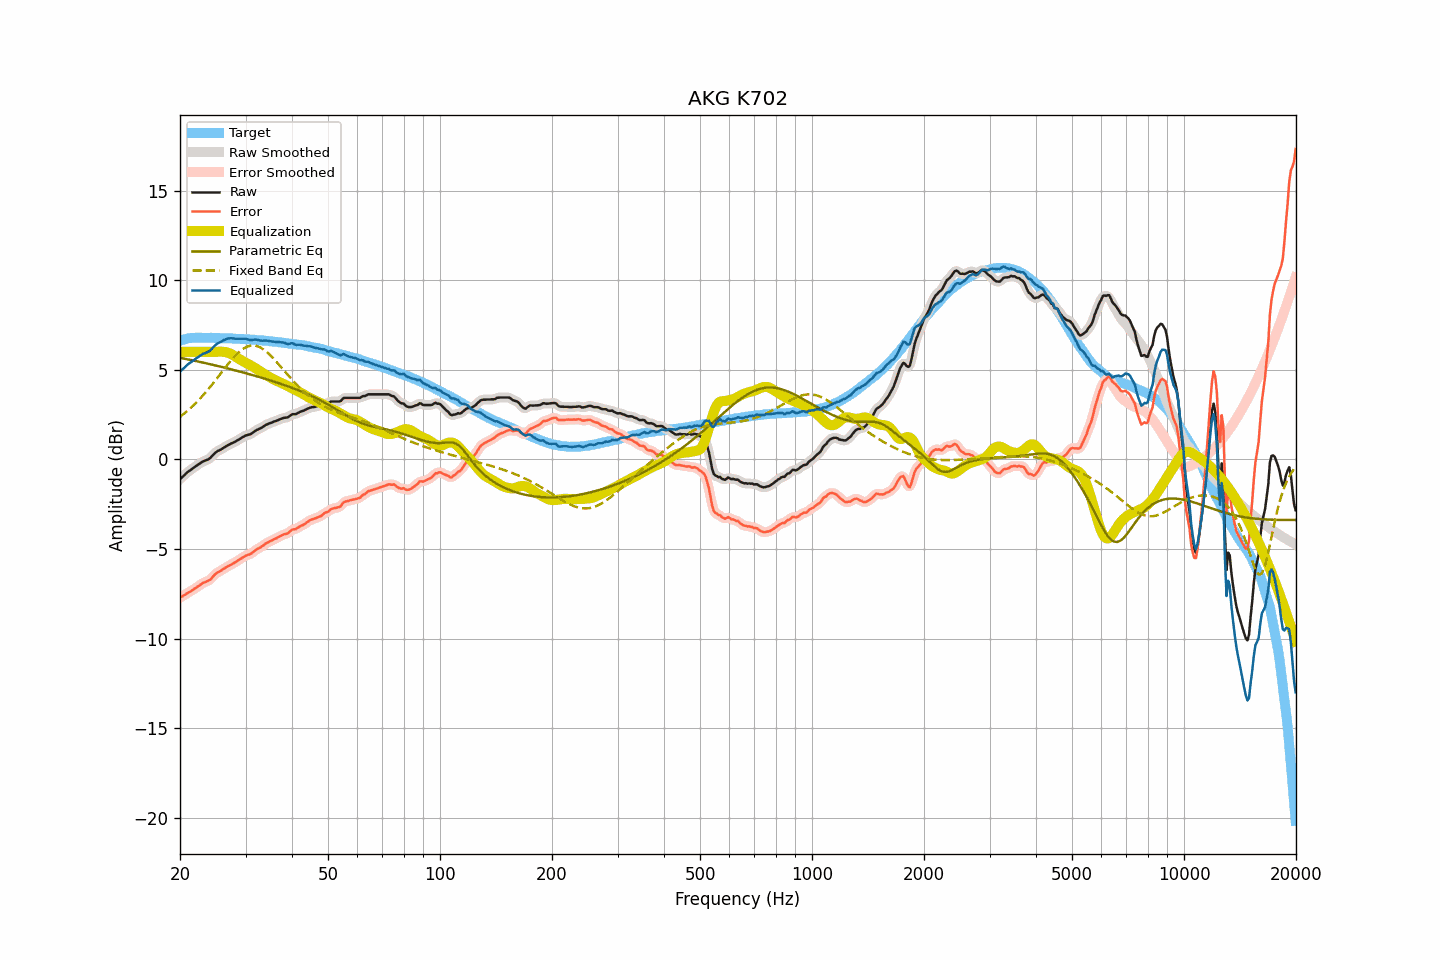 AKG K702
Target
Raw Smoothed
Error Smoothed
Raw
Error
Equalization
Parametric Eq
Fixed Band Eq
Equalized
15
10
5
0
−5
−10
−15
−20
Amplitude (dBr)
20 50 100 200 500 1000 2000 5000 10000 20000
Frequency (Hz)